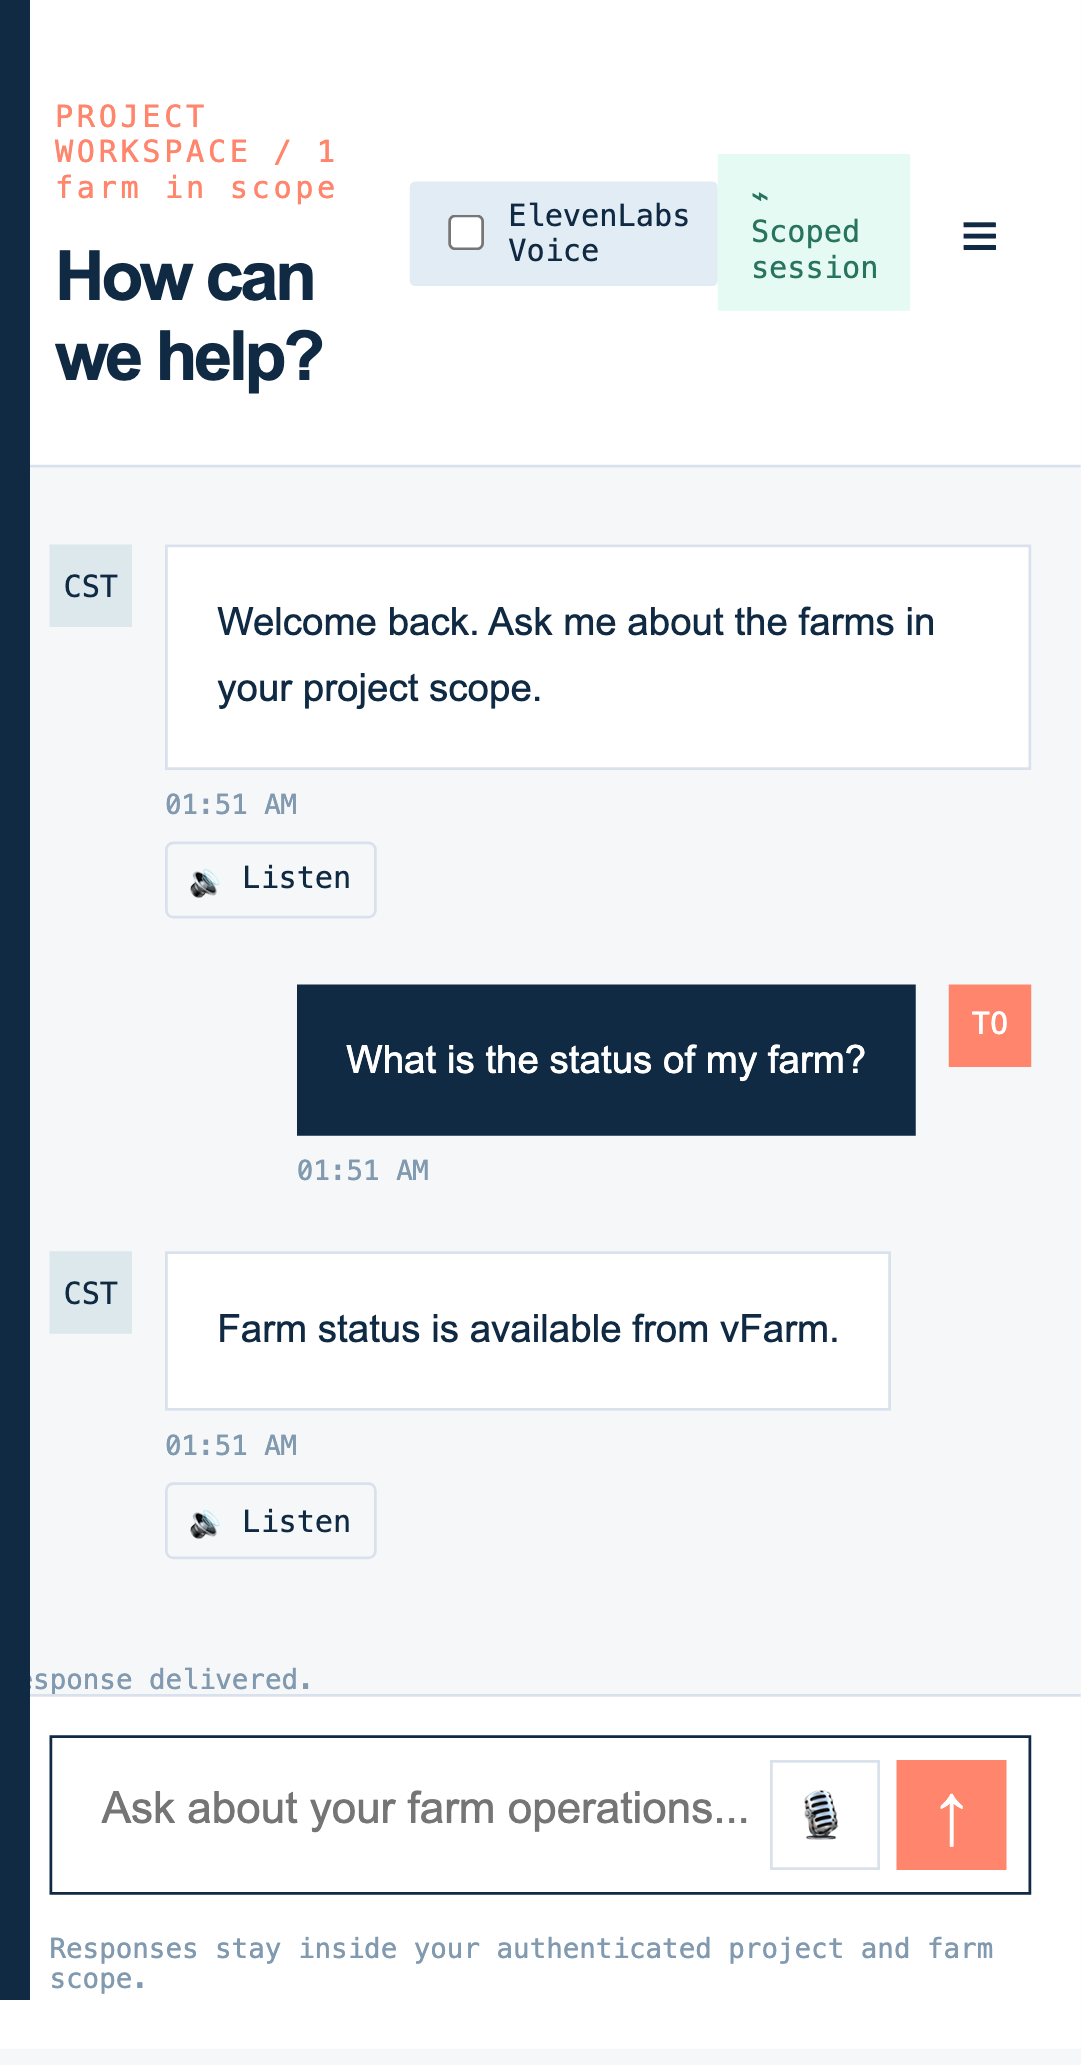 PROJECT
WORKSPACE / 1
farm in scope
How can
we help?
ElevenLabs
Voice
⌁
Scoped
session
CST
Welcome back. Ask me about the farms in
your project scope.
01:51 AM
Listen
What is the status of my farm?
TO
01:51 AM
CST
Farm status is available from vFarm.
01:51 AM
Listen
esponse delivered.
Ask about your farm operations...
↑
Responses stay inside your authenticated project and farm
scope.